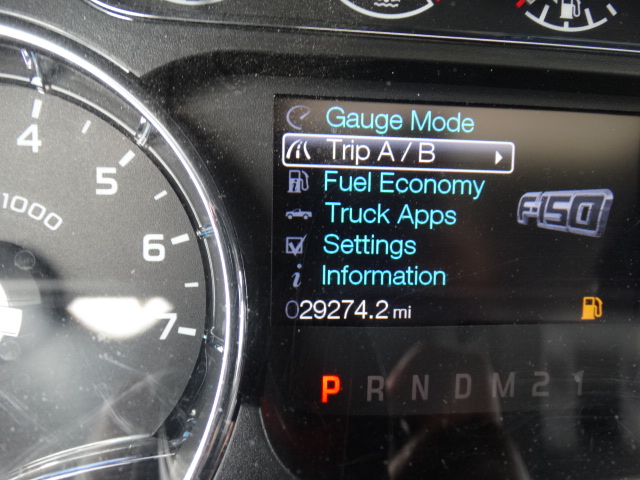 Gauge Mode
Trip A / B
Fuel Economy
Truck Apps
F-150
Settings
i Information
029274.2 mi
4
5
6
7
x1000
P R N D M 2 1